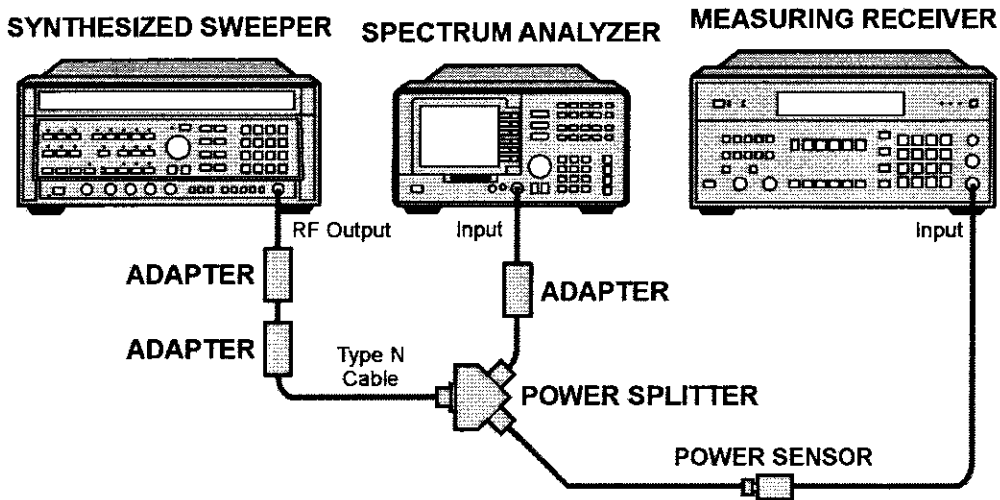 SYNTHESIZED SWEEPER
SPECTRUM ANALYZER
MEASURING RECEIVER
RF Output
Input
Input
ADAPTER
ADAPTER
ADAPTER
Type N
Cable
POWER SPLITTER
POWER SENSOR